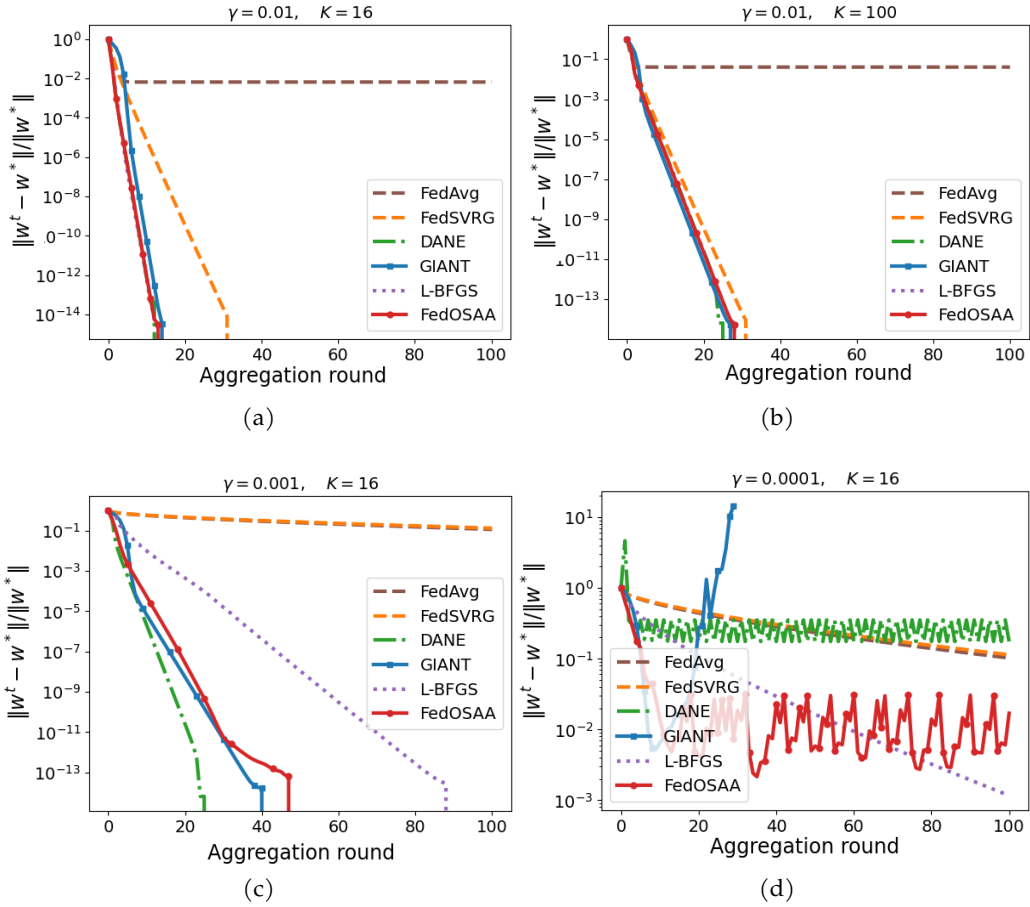 γ = 0.01, K = 16
‖w^t − w^*‖/‖w^*‖
10^0
10^−2
10^−4
10^−6
10^−8
.0^−10
10^−12
10^−14
FedAvg
FedSVRG
DANE
GIANT
L-BFGS
FedOSAA
0 20 40 60 80 100
Aggregation round
(a)
γ = 0.01, K = 100
‖w^t − w^*‖/‖w^*‖
10^−1
10^−3
10^−5
10^−7
10^−9
10^−11
10^−13
FedAvg
FedSVRG
DANE
GIANT
L-BFGS
FedOSAA
0 20 40 60 80 100
Aggregation round
(b)
γ = 0.001, K = 16
‖w^t − w^*‖/‖w^*‖
10^−1
10^−3
10^−5
10^−7
10^−9
10^−11
10^−13
FedAvg
FedSVRG
DANE
GIANT
L-BFGS
FedOSAA
0 20 40 60 80 100
Aggregation round
(c)
γ = 0.0001, K = 16
‖w^t − w^*‖/‖w^*‖
10^1
10^0
10^−1
10^−2
10^−3
FedAvg
FedSVRG
DANE
GIANT
L-BFGS
FedOSAA
0 20 40 60 80 100
Aggregation round
(d)